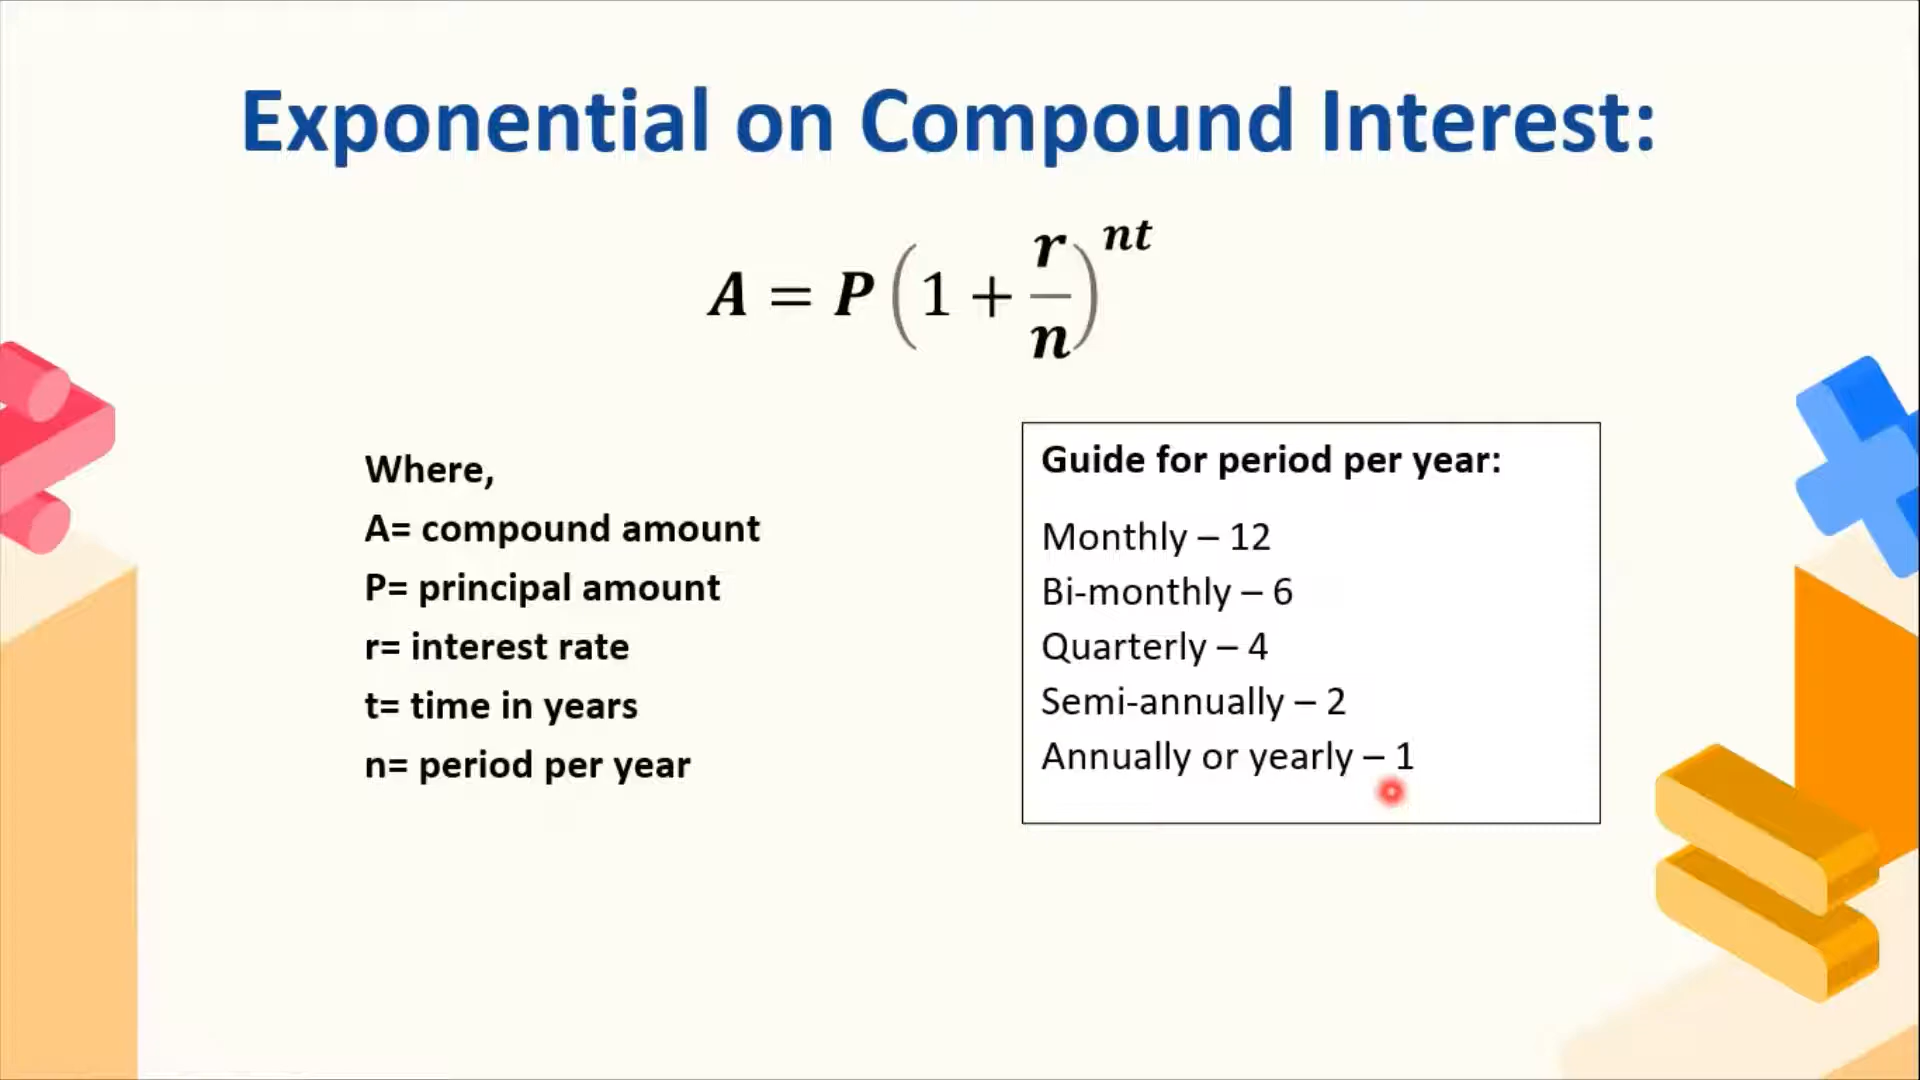 Exponential on Compound Interest:
A = P(1 + r/n)^nt
Where,
A= compound amount
P= principal amount
r= interest rate
t= time in years
n= period per year
Guide for period per year:
Monthly – 12
Bi-monthly – 6
Quarterly – 4
Semi-annually – 2
Annually or yearly – 1